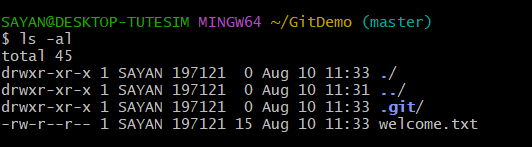 SAYAN@DESKTOP-TUTESIM MINGW64 ~/GitDemo (master)
$ ls -al
total 45
drwxr-xr-x 1 SAYAN 197121  0 Aug 10 11:33 ./
drwxr-xr-x 1 SAYAN 197121  0 Aug 10 11:31 ../
drwxr-xr-x 1 SAYAN 197121  0 Aug 10 11:33 .git/
-rw-r--r-- 1 SAYAN 197121 15 Aug 10 11:33 welcome.txt